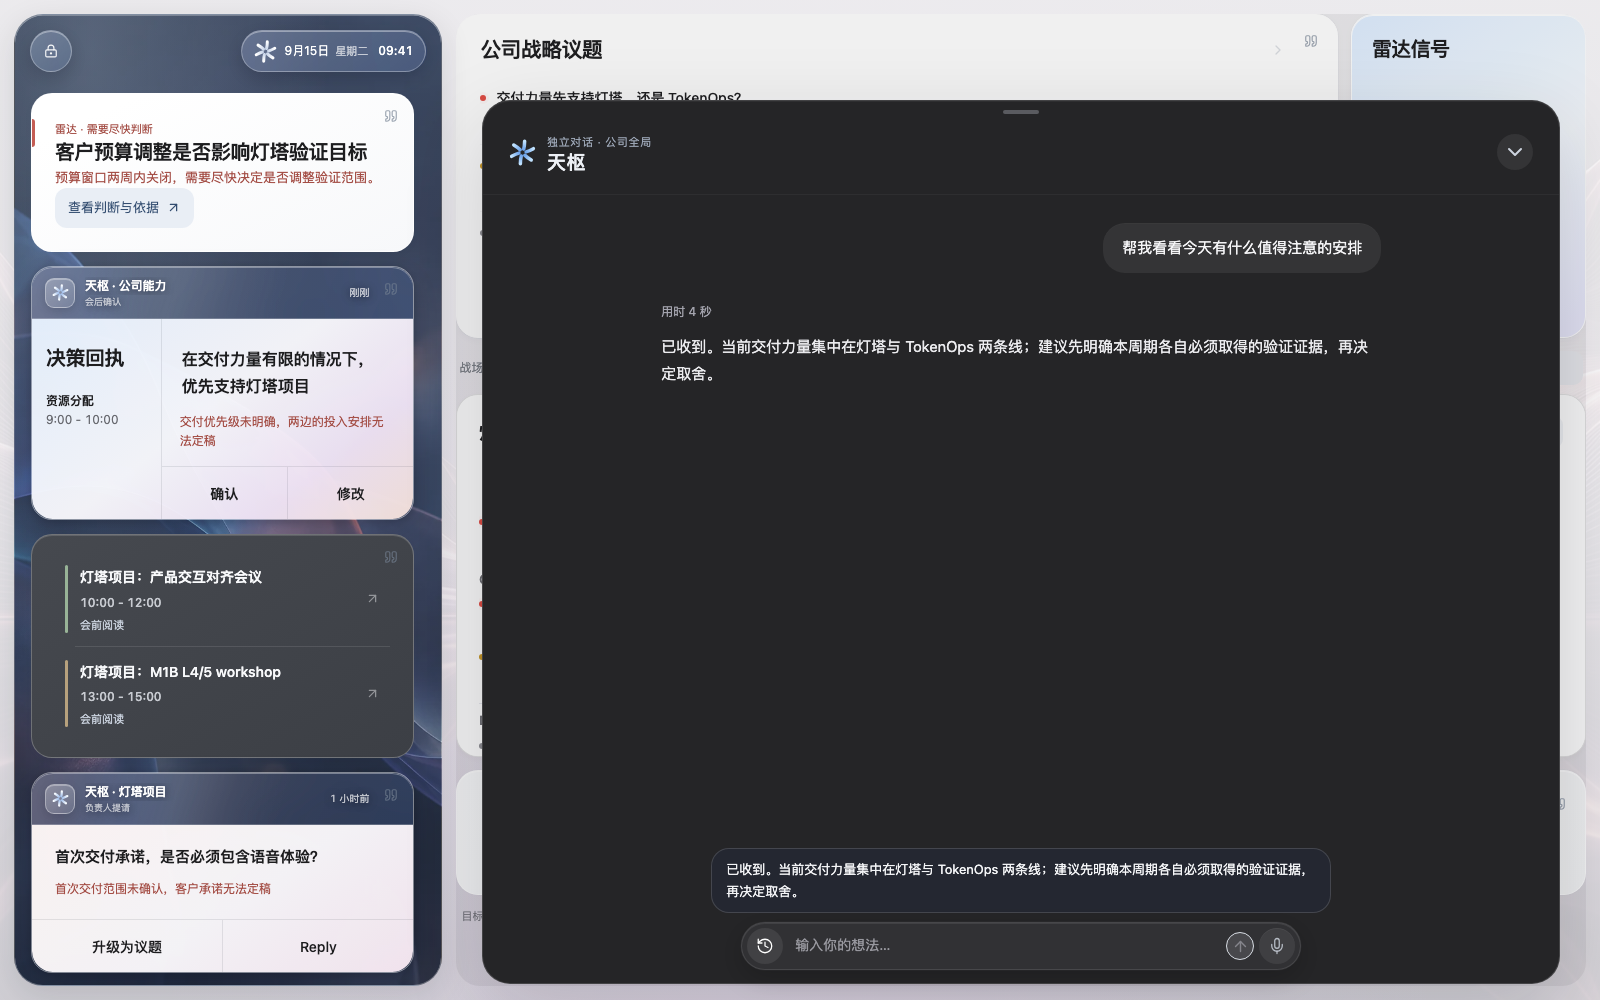 9月15日 星期二 09:41
雷达 · 需要尽快判断
客户预算调整是否影响灯塔验证目标
预算窗口两周内关闭，需要尽快决定是否调整验证范围。
查看判断与依据
天枢 · 公司能力
会后确认
刚刚
决策回执
资源分配
9:00 - 10:00
在交付力量有限的情况下，
优先支持灯塔项目
交付优先级未明确，两边的投入安排无
法定稿
确认
修改
灯塔项目：产品交互对齐会议
10:00 - 12:00
会前阅读
灯塔项目：M1B L4/5 workshop
13:00 - 15:00
会前阅读
天枢 · 灯塔项目
负责人提请
1 小时前
首次交付承诺，是否必须包含语音体验?
首次交付范围未确认，客户承诺无法定稿
升级为议题
Reply
公司战略议题
交付力量先支持灯塔，还是 TokenOps?
战场
目标
雷达信号
独立对话 · 公司全局
天枢
帮我看看今天有什么值得注意的安排
用时 4 秒
已收到。当前交付力量集中在灯塔与 TokenOps 两条线；建议先明确本周期各自必须取得的验证证据，再决
定取舍。
已收到。当前交付力量集中在灯塔与 TokenOps 两条线；建议先明确本周期各自必须取得的验证证据，
再决定取舍。
输入你的想法...